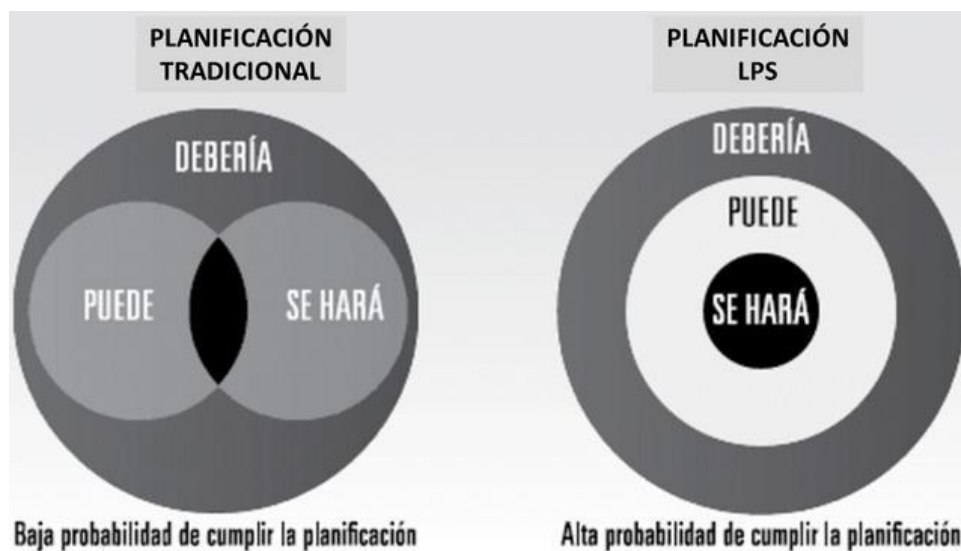 PLANIFICACIÓN
TRADICIONAL
DEBERÍA
PUEDE
SE HARÁ
Baja probabilidad de cumplir la planificación
PLANIFICACIÓN
LPS
DEBERÍA
PUEDE
SE HARÁ
Alta probabilidad de cumplir la planificación